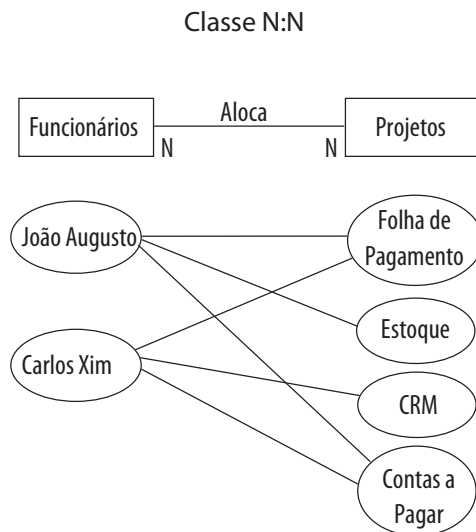 Classe N:N
Aloca
Funcionários
Projetos
N
N
João Augusto
Folha de
Pagamento
Estoque
Carlos Xim
CRM
Contas a
Pagar